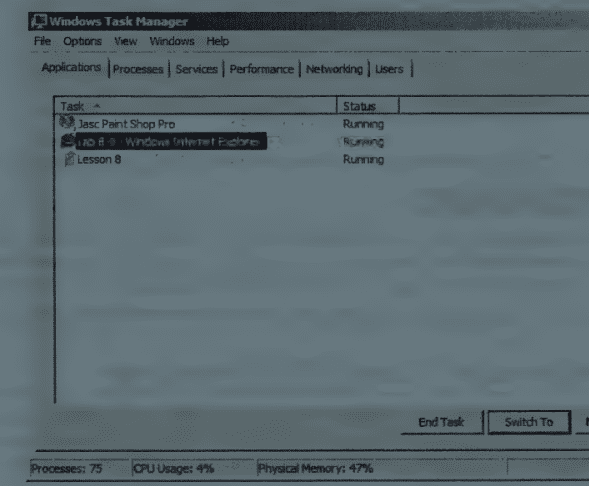 Windows Task Manager
File Options View Windows Help
Applications Processes Services Performance Networking Users
Task Status
Jasc Paint Shop Pro Running
Windows Internet Explorer Running
Lesson 8 Running
End Task Switch To
Processes: 75 CPU Usage: 4% Physical Memory: 47%